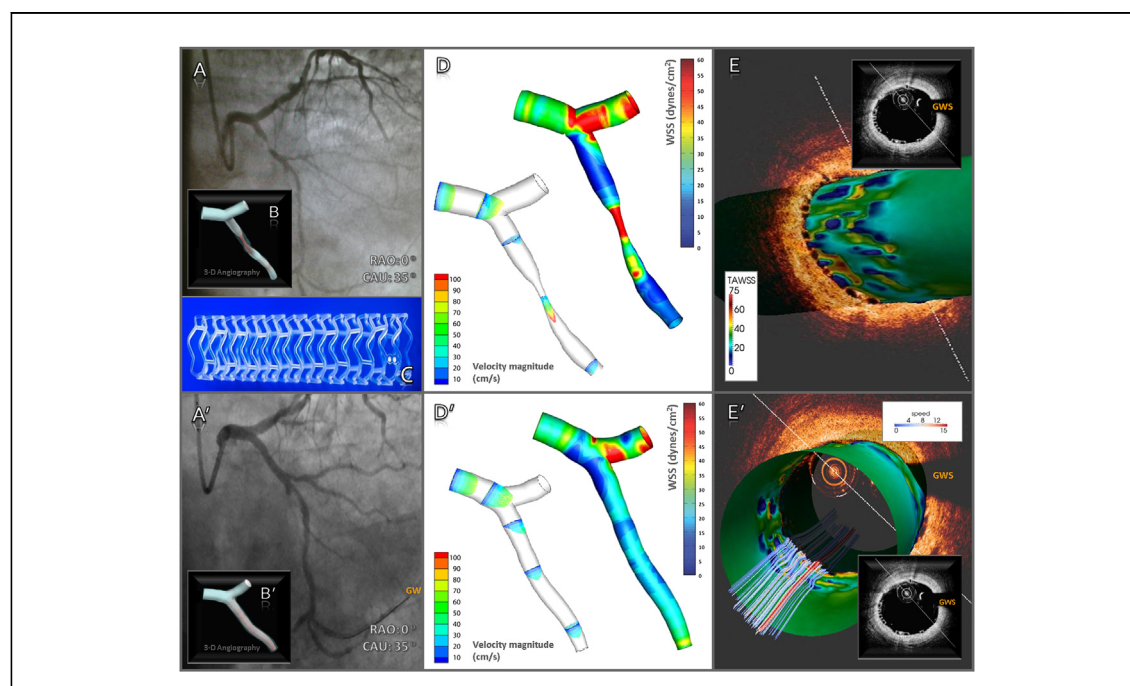 A
B
3-D Angiography
RAO: 0°
CAU: 35°
C
A'
B'
3-D Angiography
GW
RAO: 0°
CAU: 35°
D
WSS (dynes/cm²)
60
55
50
45
40
35
30
25
20
15
10
5
0
100
90
80
70
60
50
40
30
20
10
Velocity magnitude
(cm/s)
D'
WSS (dynes/cm²)
60
55
50
45
40
35
30
25
20
15
10
5
0
100
90
80
70
60
50
40
30
20
10
Velocity magnitude
(cm/s)
E
GWS
TAWSS
75
60
40
20
0
E'
speed
4 8 12
0 15
GWS
GWS